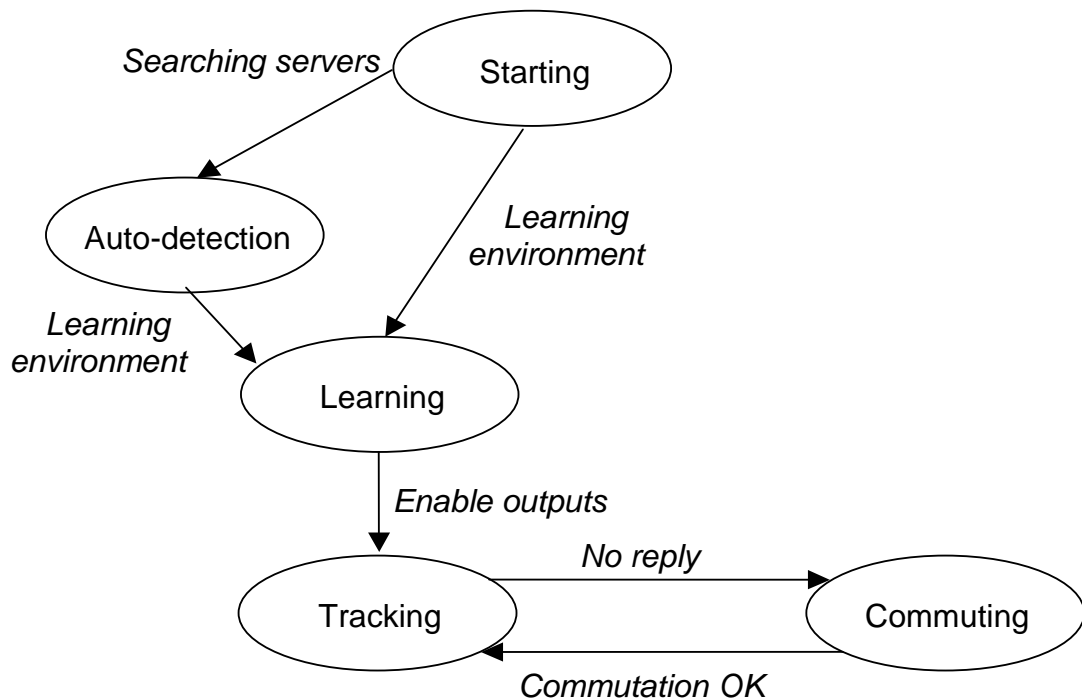 Searching servers
Starting
Auto-detection
Learning
environment
Learning
environment
Learning
Enable outputs
No reply
Tracking
Commuting
Commutation OK